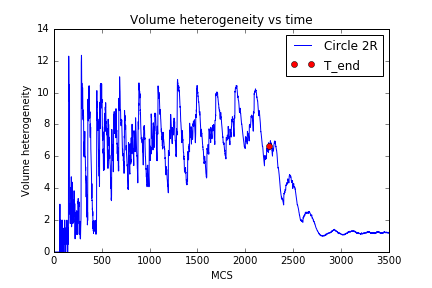 Volume heterogeneity vs time
Circle 2R
T_end
Volume heterogeneity
14
12
10
8
6
4
2
0
0 500 1000 1500 2000 2500 3000 3500
MCS